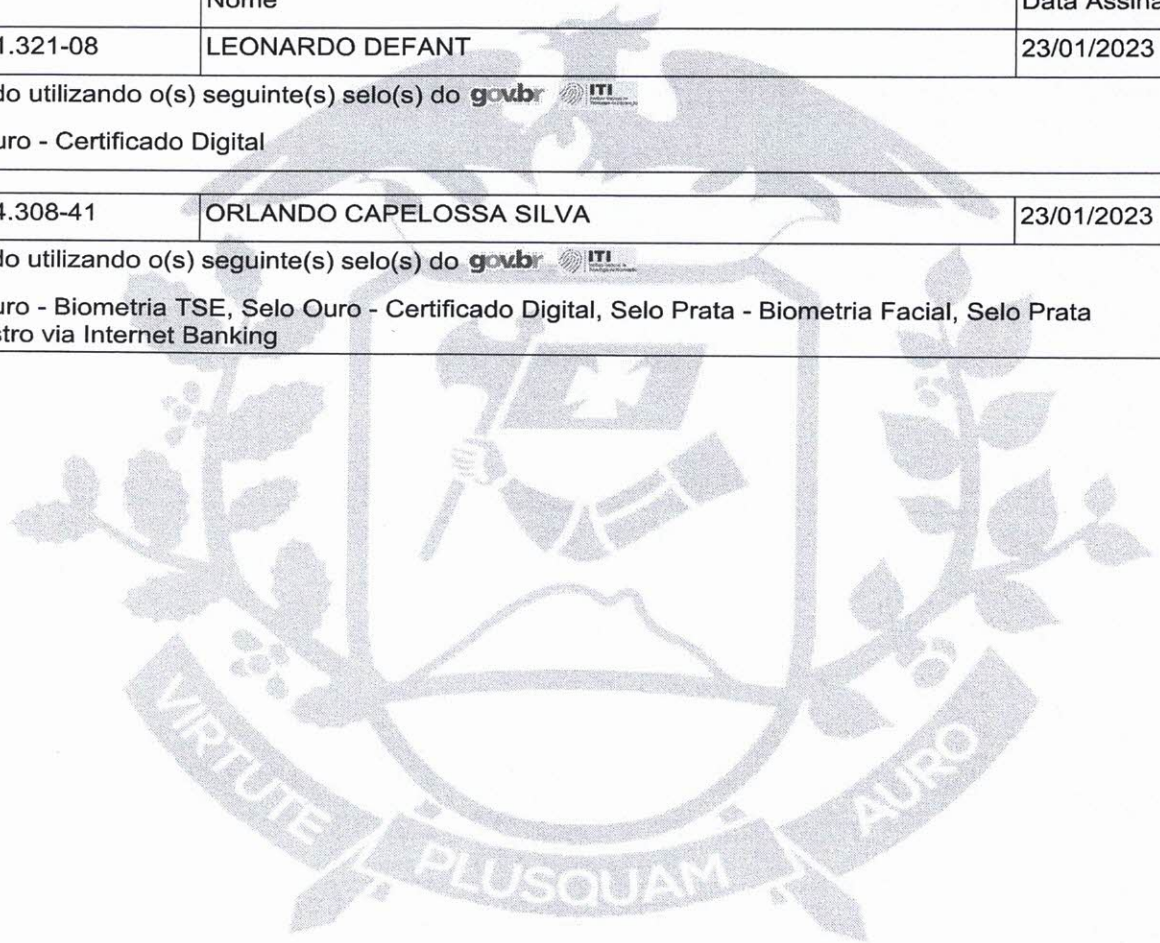 Nome Data Assina
1.321-08 LEONARDO DEFANT 23/01/2023
do utilizando o(s) seguinte(s) selo(s) do gov.br ITI
uro - Certificado Digital
4.308-41 ORLANDO CAPELOSSA SILVA 23/01/2023
do utilizando o(s) seguinte(s) selo(s) do gov.br ITI
uro - Biometria TSE, Selo Ouro - Certificado Digital, Selo Prata - Biometria Facial, Selo Prata
stro via Internet Banking
VIRTUTE PLUSQUAM AURO